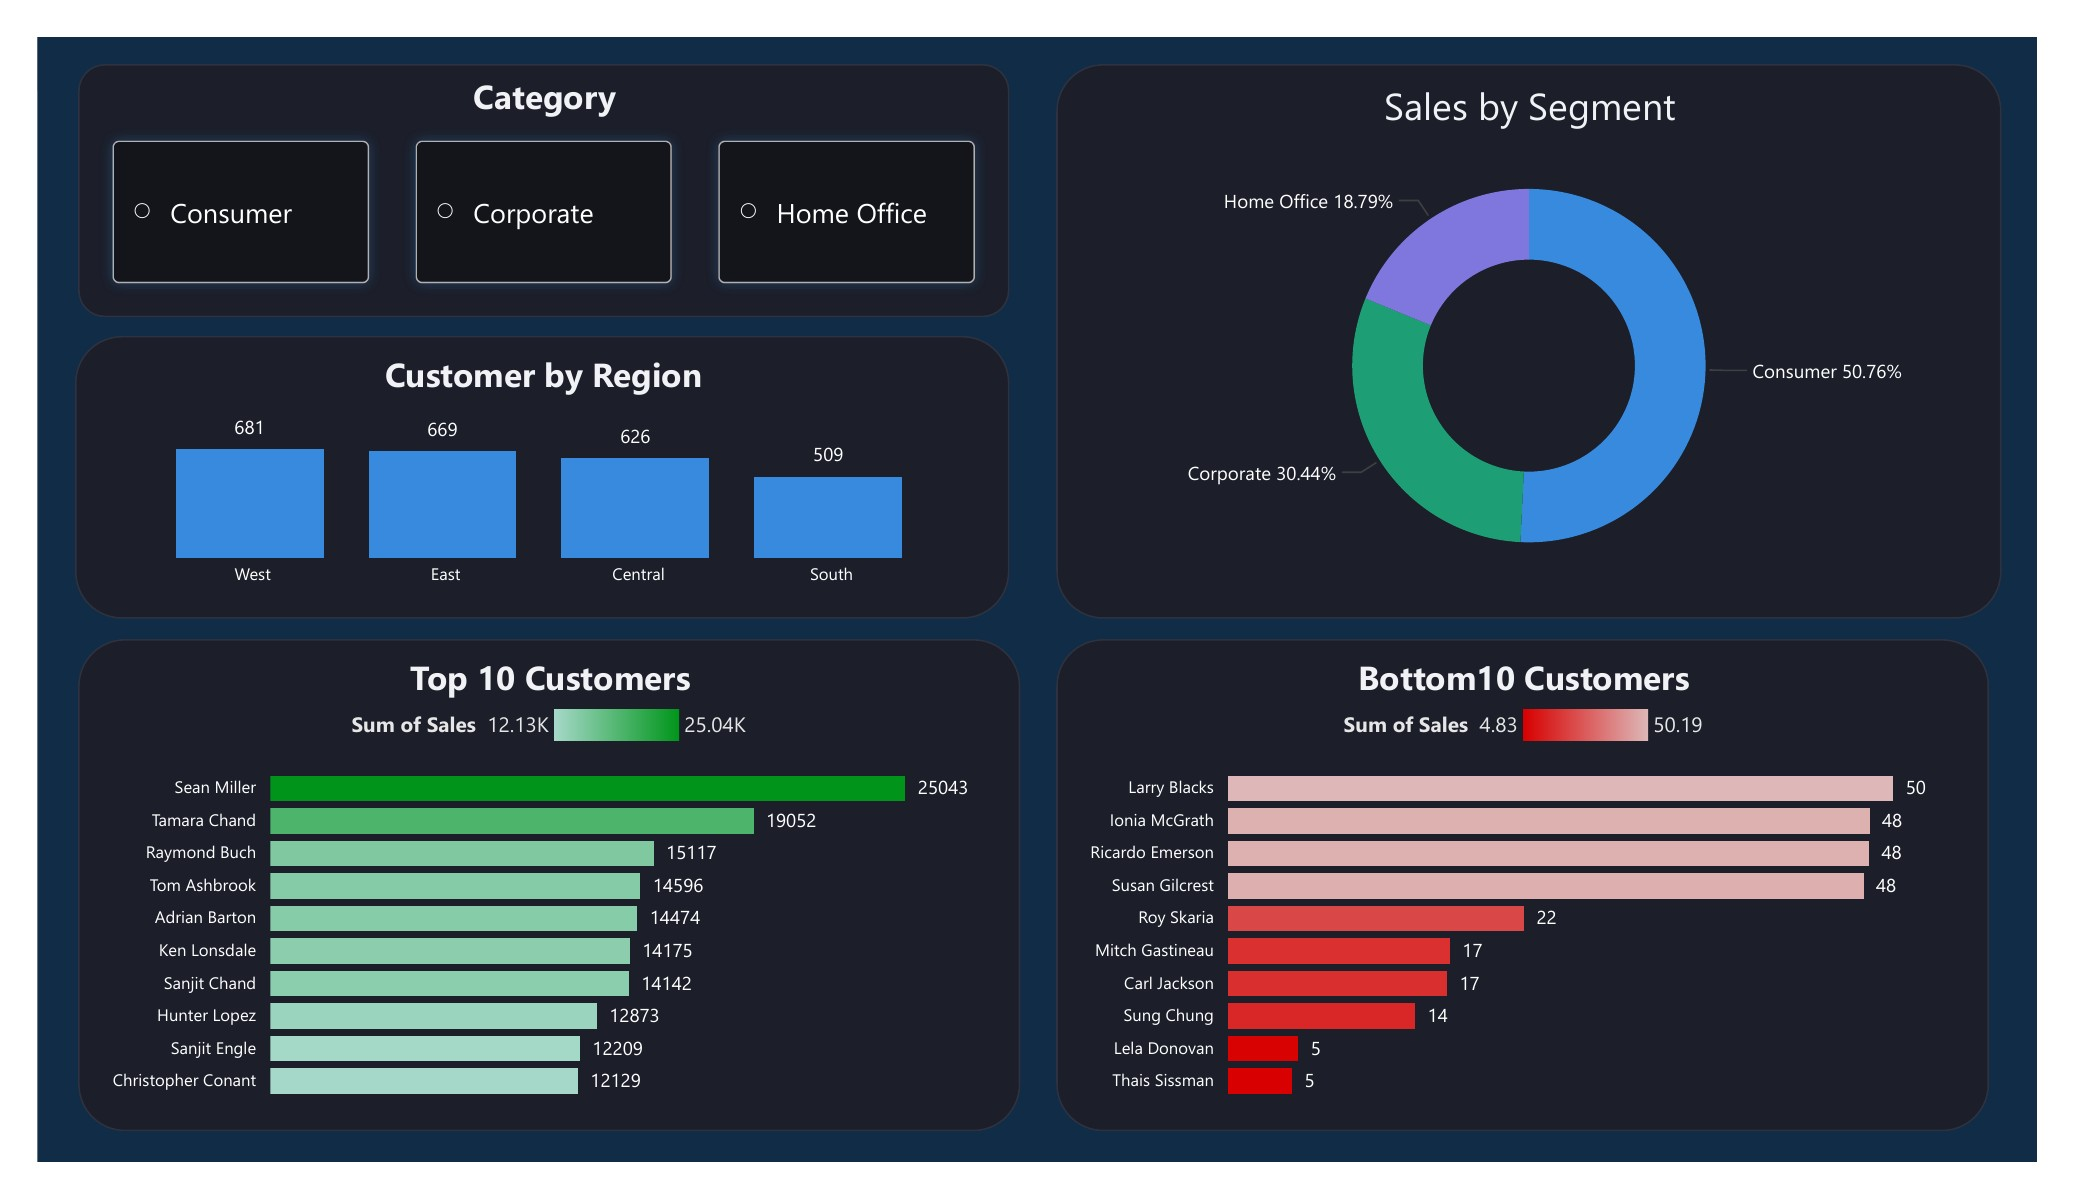 Category
Consumer
Corporate
Home Office
Sales by Segment
Home Office 18.79%
Consumer 50.76%
Corporate 30.44%
Customer by Region
681
669
626
509
West
East
Central
South
Top 10 Customers
Sum of Sales 12.13K 25.04K
Sean Miller 25043
Tamara Chand 19052
Raymond Buch 15117
Tom Ashbrook 14596
Adrian Barton 14474
Ken Lonsdale 14175
Sanjit Chand 14142
Hunter Lopez 12873
Sanjit Engle 12209
Christopher Conant 12129
Bottom10 Customers
Sum of Sales 4.83 50.19
Larry Blacks 50
Ionia McGrath 48
Ricardo Emerson 48
Susan Gilcrest 48
Roy Skaria 22
Mitch Gastineau 17
Carl Jackson 17
Sung Chung 14
Lela Donovan 5
Thais Sissman 5